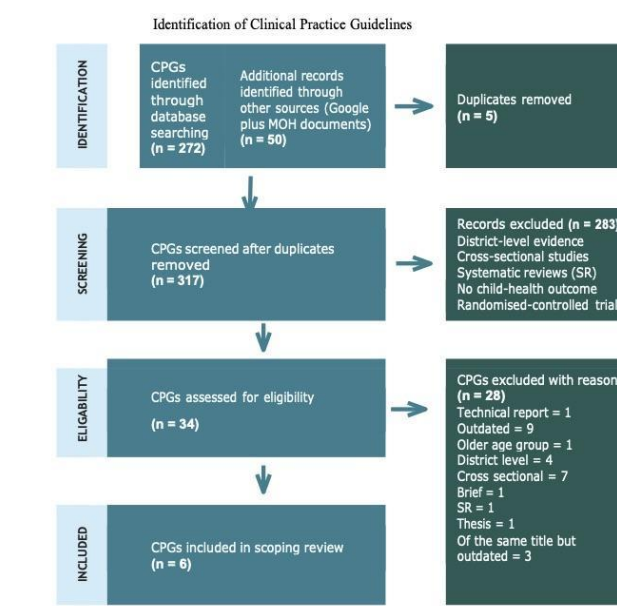 Identification of Clinical Practice Guidelines
IDENTIFICATION
CPGs
identified
through
database
searching
(n = 272)
Additional records
identified through
other sources (Google
plus MOH documents)
(n = 50)
Duplicates removed
(n = 5)
SCREENING
CPGs screened after duplicates
removed
(n = 317)
Records excluded (n = 283)
District-level evidence
Cross-sectional studies
Systematic reviews (SR)
No child-health outcome
Randomised-controlled trial
ELIGABILITY
CPGs assessed for eligibility
(n = 34)
CPGs excluded with reason
(n = 28)
Technical report = 1
Outdated = 9
Older age group = 1
District level = 4
Cross sectional = 7
Brief = 1
SR = 1
Thesis = 1
Of the same title but
outdated = 3
INCLUDED
CPGs included in scoping review
(n = 6)